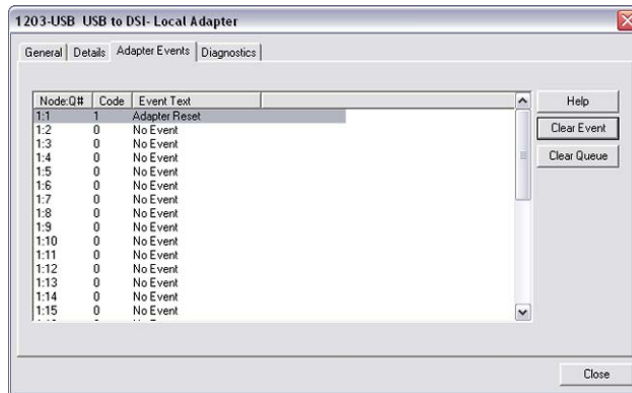 1203-USB USB to DSI- Local Adapter
General Details Adapter Events Diagnostics
Node:Q# Code Event Text
Help
1:1 1 Adapter Reset
1:2 0 No Event
Clear Event
1:3 0 No Event
1:4 0 No Event
Clear Queue
1:5 0 No Event
1:6 0 No Event
1:7 0 No Event
1:8 0 No Event
1:9 0 No Event
1:10 0 No Event
1:11 0 No Event
1:12 0 No Event
1:13 0 No Event
1:14 0 No Event
1:15 0 No Event
Close